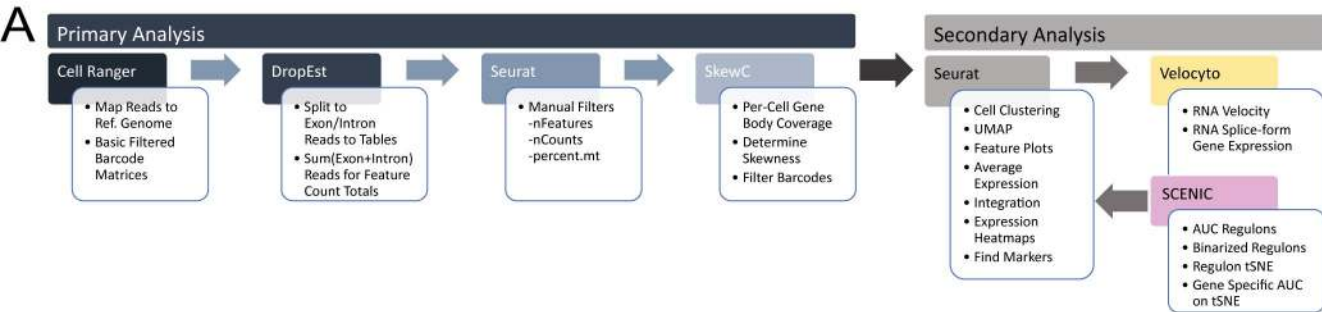 A
Primary Analysis
Cell Ranger
• Map Reads to
Ref. Genome
• Basic Filtered
Barcode
Matrices
DropEst
• Split to
Exon/Intron
Reads to Tables
• Sum(Exon+Intron)
Reads for Feature
Count Totals
Seurat
• Manual Filters
-nFeatures
-nCounts
-percent.mt
SkewC
• Per-Cell Gene
Body Coverage
• Determine
Skewness
• Filter Barcodes
Secondary Analysis
Seurat
• Cell Clustering
• UMAP
• Feature Plots
• Average
Expression
• Integration
• Expression
Heatmaps
• Find Markers
Velocyto
• RNA Velocity
• RNA Splice-form
Gene Expression
SCENIC
• AUC Regulons
• Binarized Regulons
• Regulon tSNE
• Gene Specific AUC
on tSNE